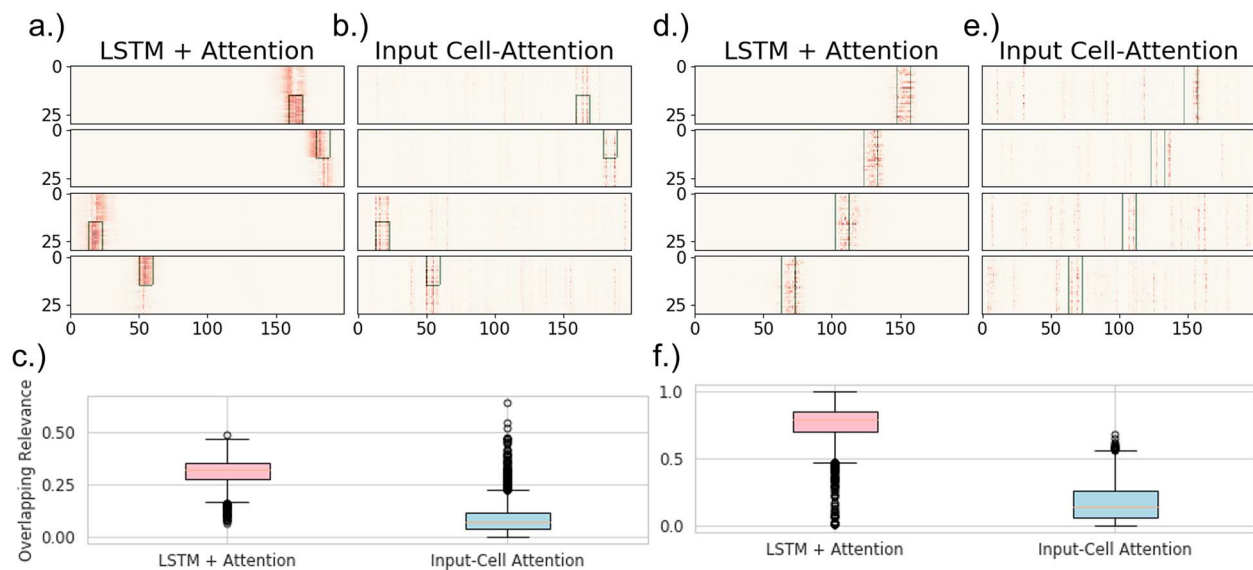 a.)
LSTM + Attention
b.)
Input Cell-Attention
d.)
LSTM + Attention
e.)
Input Cell-Attention
0
25
0
25
0
25
0
25
0 50 100 150
0 50 100 150
0
25
0
25
0
25
0
25
0 50 100 150
0 50 100 150
c.)
Overlapping Relevance
0.50
0.25
0.00
LSTM + Attention
Input-Cell Attention
f.)
1.0
0.5
0.0
LSTM + Attention
Input-Cell Attention